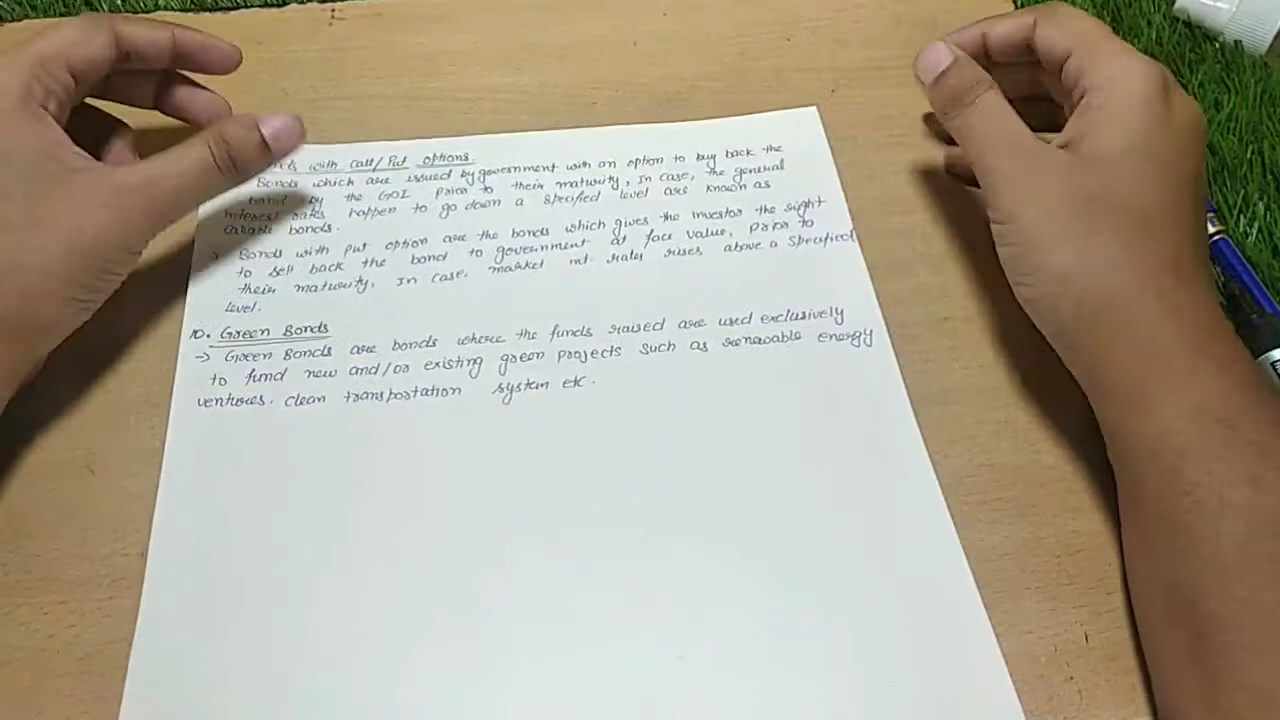 with Call/Put Options
Bonds which are issued by government with an option to buy back the
bond by the GOI prior to their maturity, In case, the general
interest rates happen to go down a specified level are known as
callable bonds.
Bonds with put option are the bonds which gives the investor the right
to sell back the bond to government at face value, prior to
their maturity, In case, market int. rates rises above a specified
level.
10. Green Bonds
→ Green Bonds are bonds where the funds raised are used exclusively
to fund new and/or existing green projects such as renewable energy
ventures. clean transportation system etc.